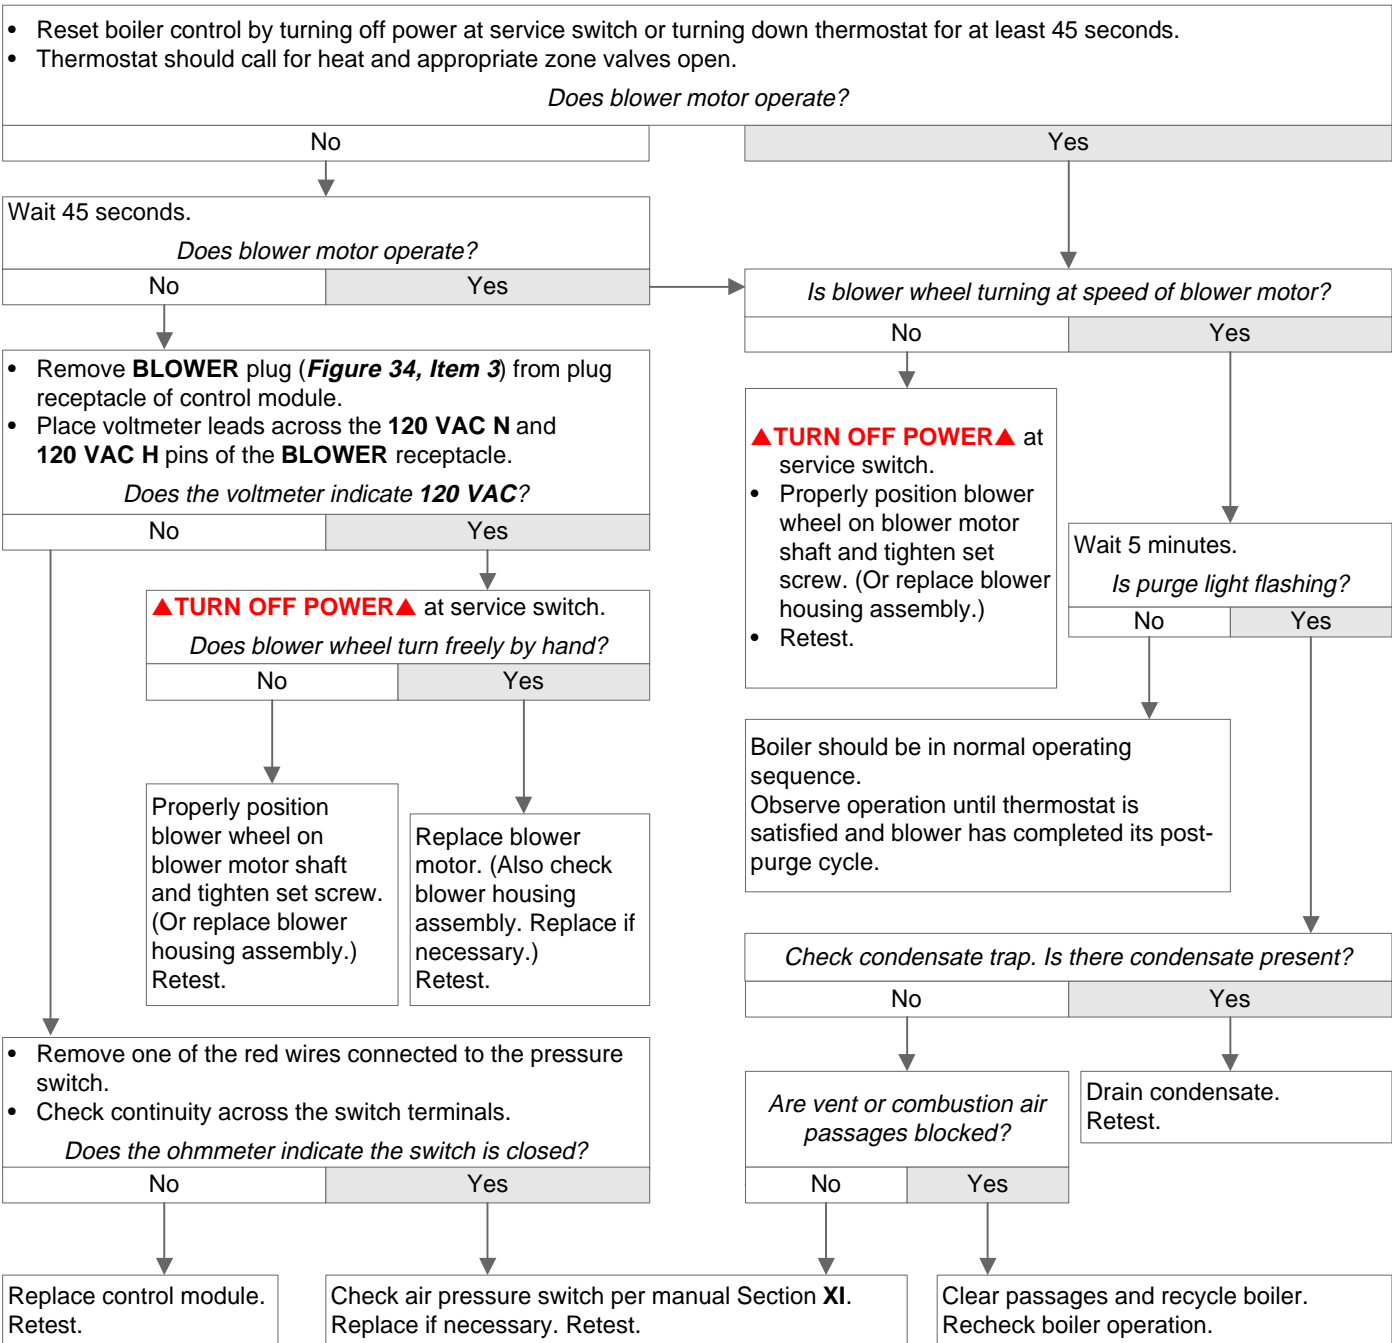 • Reset boiler control by turning off power at service switch or turning down thermostat for at least 45 seconds.
• Thermostat should call for heat and appropriate zone valves open.
Does blower motor operate?
No
Yes
Wait 45 seconds.
Does blower motor operate?
No
Yes
Is blower wheel turning at speed of blower motor?
No
Yes
• Remove BLOWER plug (Figure 34, Item 3) from plug
receptacle of control module.
• Place voltmeter leads across the 120 VAC N and
120 VAC H pins of the BLOWER receptacle.
Does the voltmeter indicate 120 VAC?
No
Yes
▲TURN OFF POWER▲ at
service switch.
• Properly position blower
wheel on blower motor
shaft and tighten set
screw. (Or replace blower
housing assembly.)
• Retest.
Wait 5 minutes.
Is purge light flashing?
No
Yes
▲TURN OFF POWER▲ at service switch.
Does blower wheel turn freely by hand?
No
Yes
Properly position
blower wheel on
blower motor shaft
and tighten set screw.
(Or replace blower
housing assembly.)
Retest.
Replace blower
motor. (Also check
blower housing
assembly. Replace if
necessary.)
Retest.
Boiler should be in normal operating
sequence.
Observe operation until thermostat is
satisfied and blower has completed its post-
purge cycle.
Check condensate trap. Is there condensate present?
No
Yes
• Remove one of the red wires connected to the pressure
switch.
• Check continuity across the switch terminals.
Does the ohmmeter indicate the switch is closed?
No
Yes
Are vent or combustion air
passages blocked?
No
Yes
Drain condensate.
Retest.
Replace control module.
Retest.
Check air pressure switch per manual Section XI.
Replace if necessary. Retest.
Clear passages and recycle boiler.
Recheck boiler operation.